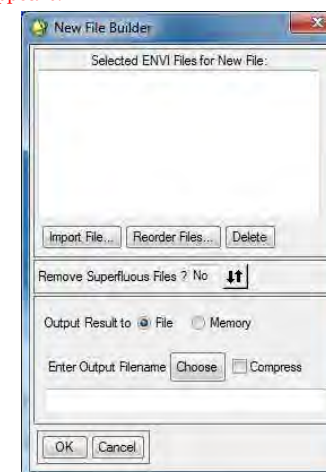 New File Builder
Selected ENVI Files for New File:
Import File... Reorder Files... Delete
Remove Superfluous Files ? No
Output Result to File Memory
Enter Output Filename Choose Compress
OK Cancel